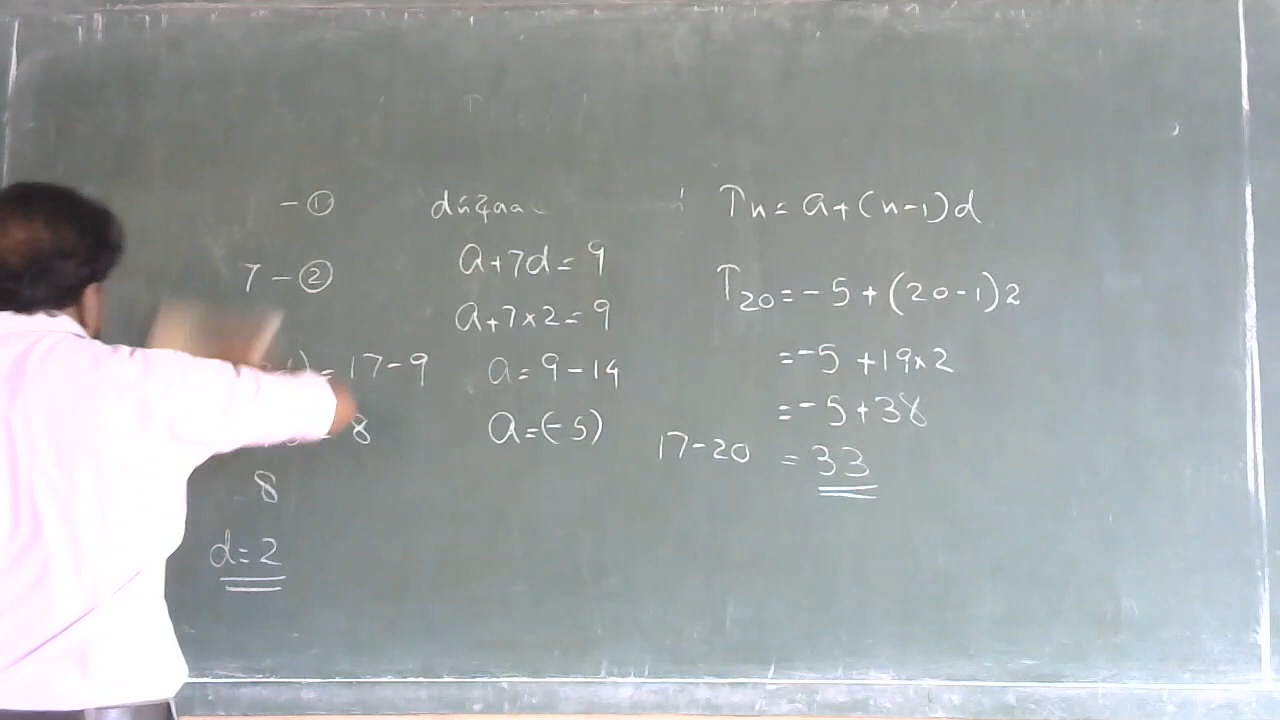 - ①
7 - ②
= 17 - 9
= 8
8
d = 2
a + 7d = 9
a + 7 × 2 = 9
a = 9 - 14
a = (-5)
Tn = a + (n-1)d
T20 = -5 + (20-1)2
= -5 + 19 × 2
= -5 + 38
17-20
= 33